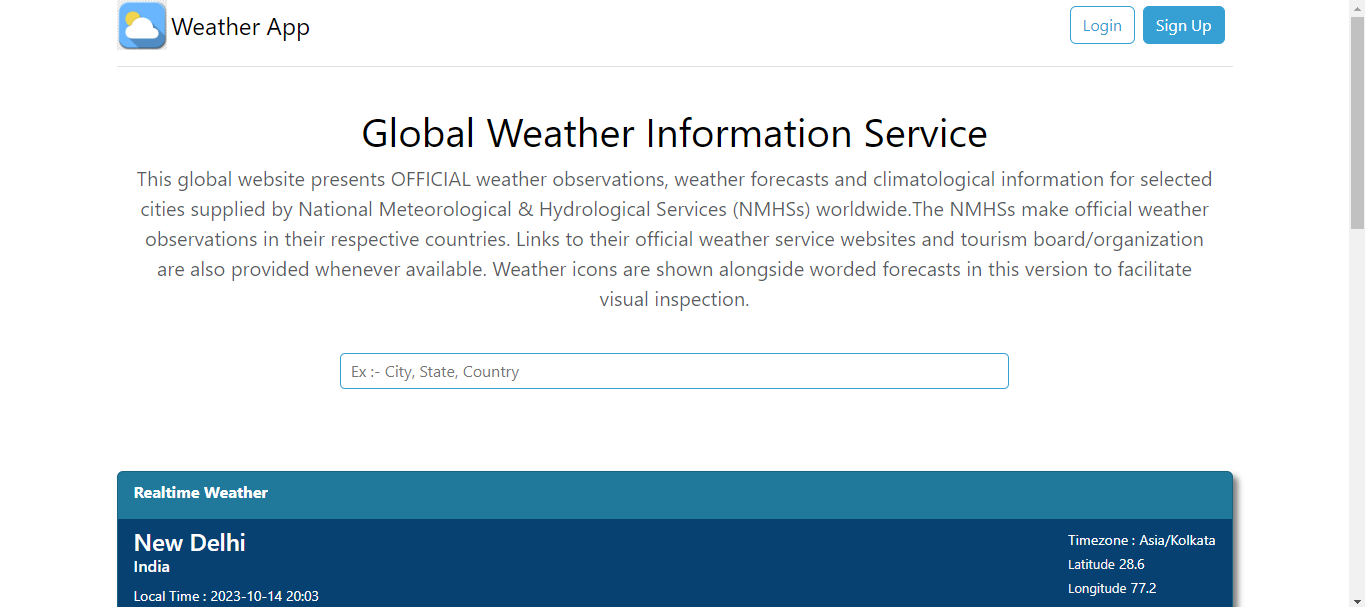 Weather App
Login
Sign Up
Global Weather Information Service
This global website presents OFFICIAL weather observations, weather forecasts and climatological information for selected
cities supplied by National Meteorological & Hydrological Services (NMHSs) worldwide.The NMHSs make official weather
observations in their respective countries. Links to their official weather service websites and tourism board/organization
are also provided whenever available. Weather icons are shown alongside worded forecasts in this version to facilitate
visual inspection.
Ex :- City, State, Country
Realtime Weather
New Delhi
India
Local Time : 2023-10-14 20:03
Timezone : Asia/Kolkata
Latitude 28.6
Longitude 77.2